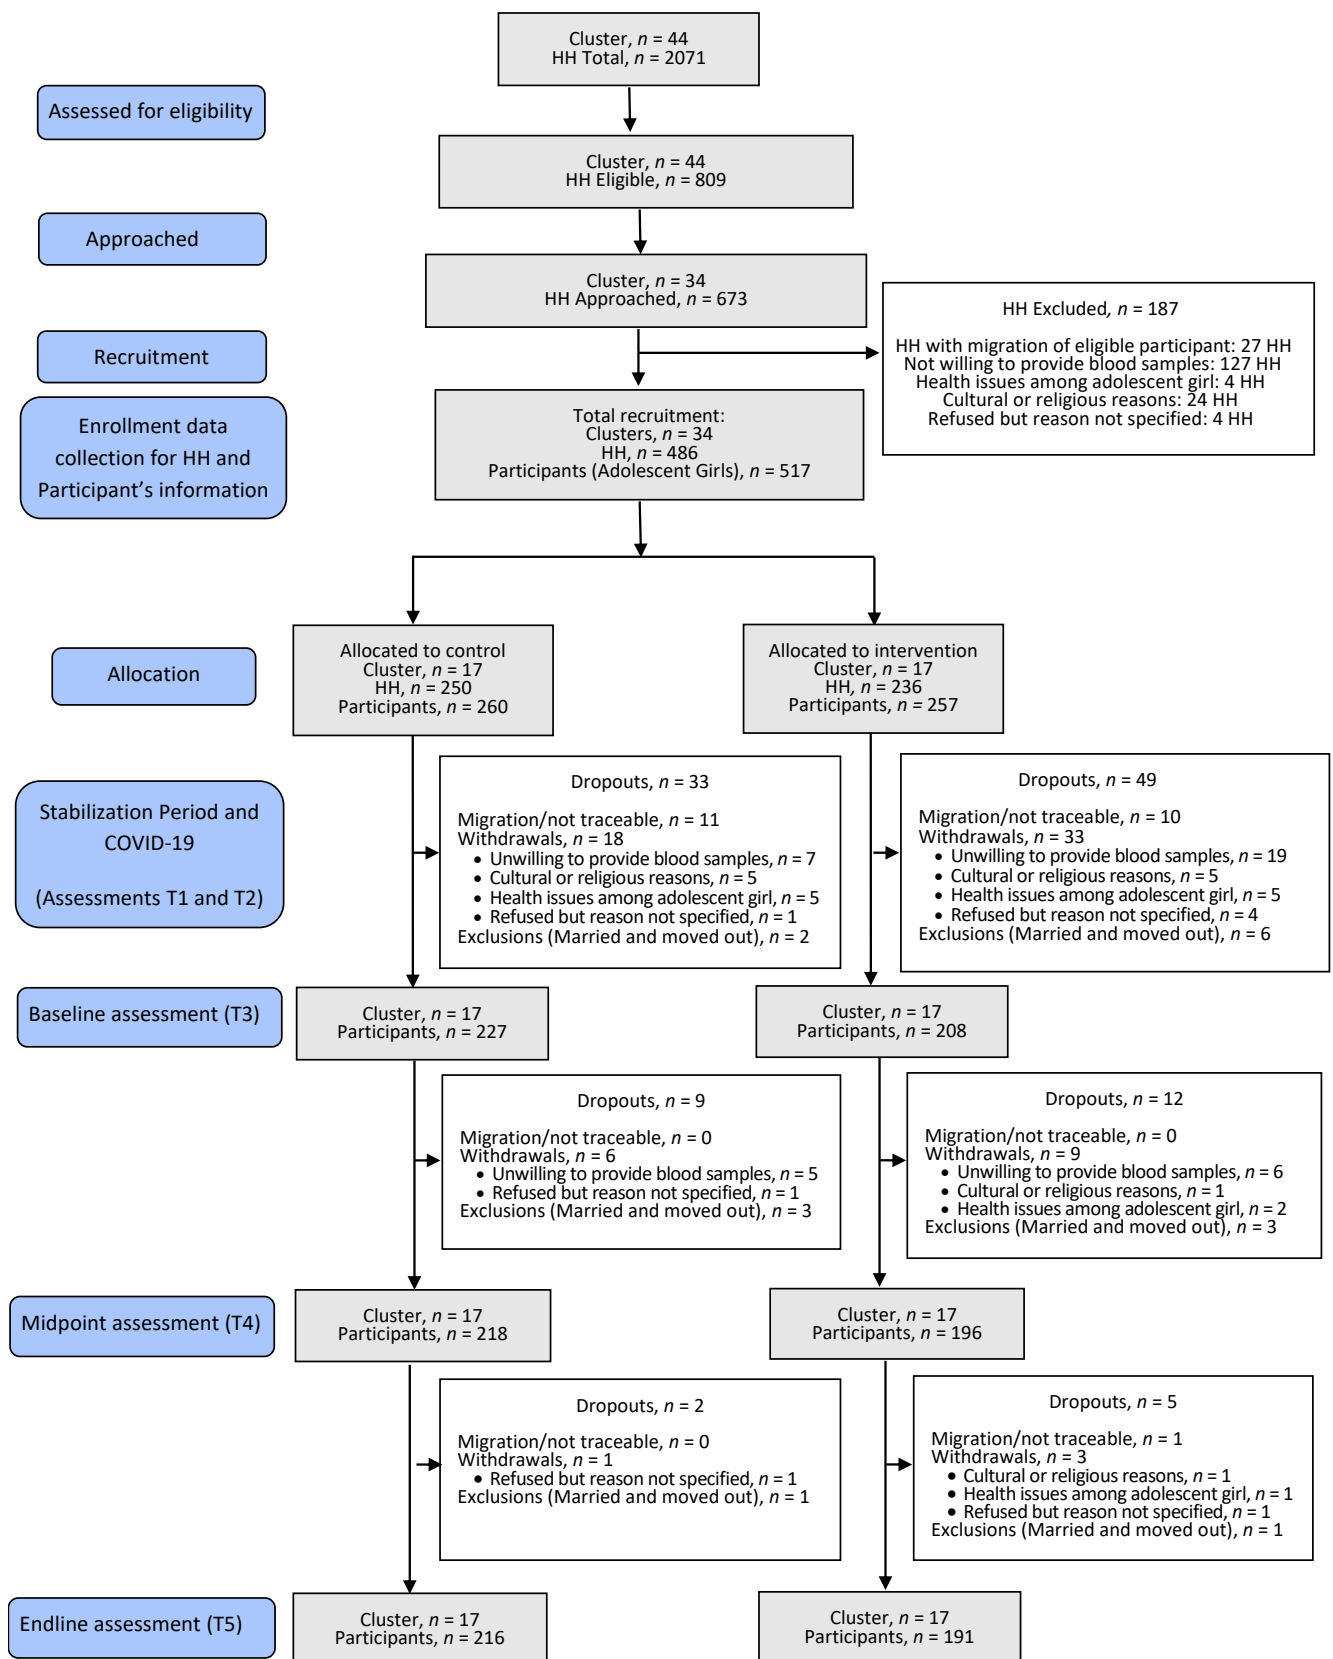 Cluster, n = 44
HH Total, n = 2071
Assessed for eligibility
Cluster, n = 44
HH Eligible, n = 809
Approached
Cluster, n = 34
HH Approached, n = 673
HH Excluded, n = 187
HH with migration of eligible participant: 27 HH
Not willing to provide blood samples: 127 HH
Health issues among adolescent girl: 4 HH
Cultural or religious reasons: 24 HH
Refused but reason not specified: 4 HH
Recruitment
Enrollment data
collection for HH and
Participant’s information
Total recruitment:
Clusters, n = 34
HH, n = 486
Participants (Adolescent Girls), n = 517
Allocation
Allocated to control
Cluster, n = 17
HH, n = 250
Participants, n = 260
Allocated to intervention
Cluster, n = 17
HH, n = 236
Participants, n = 257
Stabilization Period and
COVID-19
(Assessments T1 and T2)
Dropouts, n = 33
Migration/not traceable, n = 11
Withdrawals, n = 18
• Unwilling to provide blood samples, n = 7
• Cultural or religious reasons, n = 5
• Health issues among adolescent girl, n = 5
• Refused but reason not specified, n = 1
Exclusions (Married and moved out), n = 2
Dropouts, n = 49
Migration/not traceable, n = 10
Withdrawals, n = 33
• Unwilling to provide blood samples, n = 19
• Cultural or religious reasons, n = 5
• Health issues among adolescent girl, n = 5
• Refused but reason not specified, n = 4
Exclusions (Married and moved out), n = 6
Baseline assessment (T3)
Cluster, n = 17
Participants, n = 227
Cluster, n = 17
Participants, n = 208
Dropouts, n = 9
Migration/not traceable, n = 0
Withdrawals, n = 6
• Unwilling to provide blood samples, n = 5
• Refused but reason not specified, n = 1
Exclusions (Married and moved out), n = 3
Dropouts, n = 12
Migration/not traceable, n = 0
Withdrawals, n = 9
• Unwilling to provide blood samples, n = 6
• Cultural or religious reasons, n = 1
• Health issues among adolescent girl, n = 2
Exclusions (Married and moved out), n = 3
Midpoint assessment (T4)
Cluster, n = 17
Participants, n = 218
Cluster, n = 17
Participants, n = 196
Dropouts, n = 2
Migration/not traceable, n = 0
Withdrawals, n = 1
• Refused but reason not specified, n = 1
Exclusions (Married and moved out), n = 1
Dropouts, n = 5
Migration/not traceable, n = 1
Withdrawals, n = 3
• Cultural or religious reasons, n = 1
• Health issues among adolescent girl, n = 1
• Refused but reason not specified, n = 1
Exclusions (Married and moved out), n = 1
Endline assessment (T5)
Cluster, n = 17
Participants, n = 216
Cluster, n = 17
Participants, n = 191